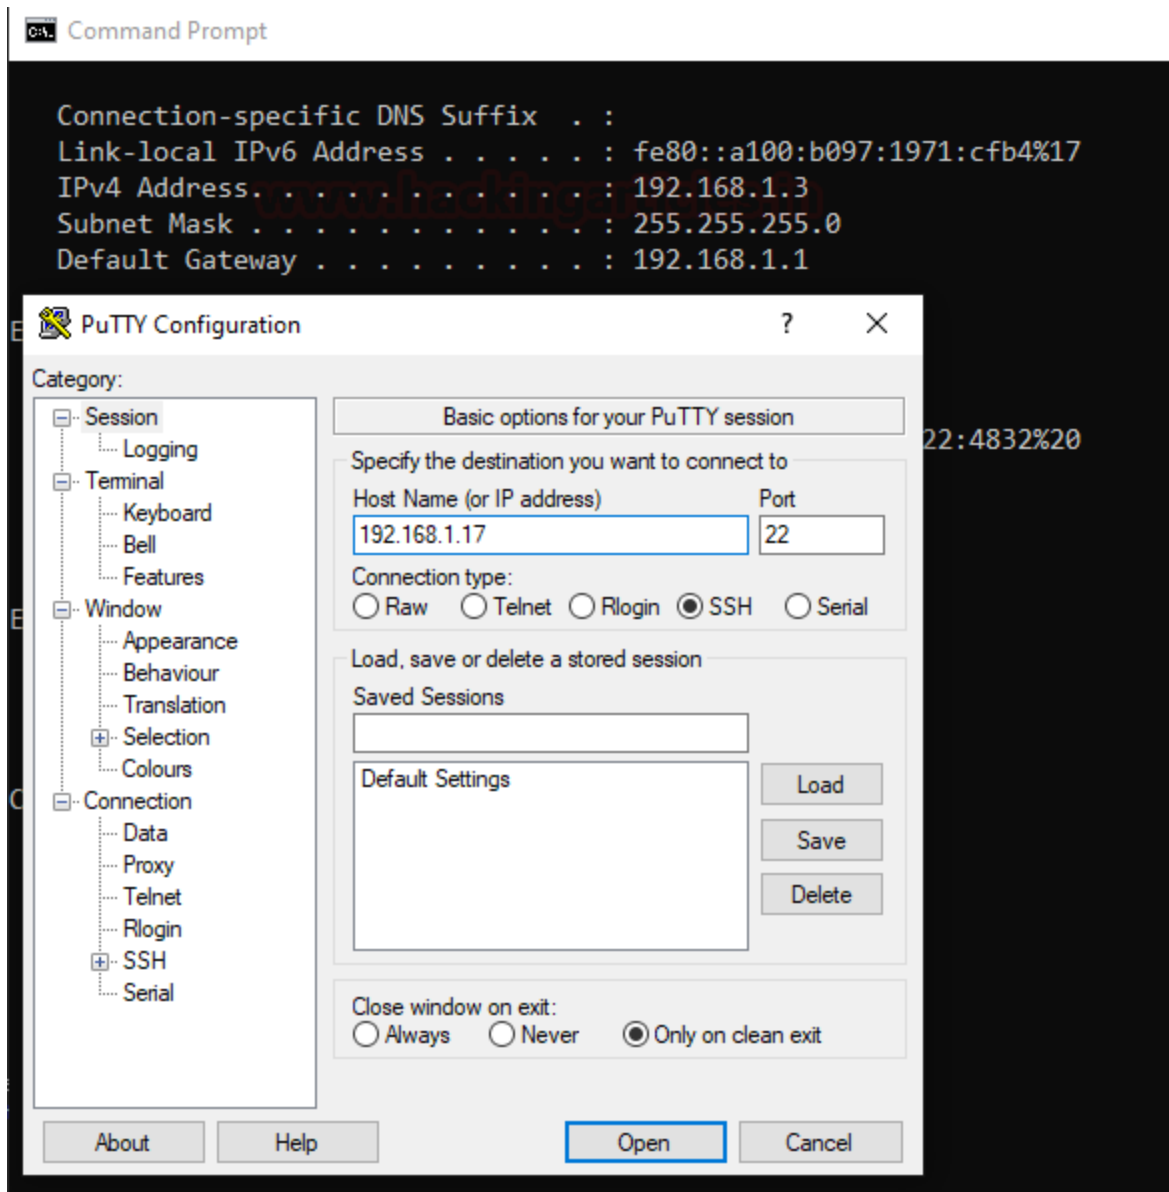 Command Prompt
Connection-specific DNS Suffix  . :
Link-local IPv6 Address . . . . . : fe80::a100:b097:1971:cfb4%17
IPv4 Address. . . . . . . . . . . : 192.168.1.3
www.hackingarticles.in
Subnet Mask . . . . . . . . . . . : 255.255.255.0
Default Gateway . . . . . . . . . : 192.168.1.1
E
PuTTY Configuration
?
Category:
Session
Logging
Terminal
Keyboard
Bell
Features
Window
Appearance
Behaviour
Translation
Selection
Colours
Connection
Data
Proxy
Telnet
Rlogin
SSH
Serial
Basic options for your PuTTY session
Specify the destination you want to connect to
Host Name (or IP address) Port
192.168.1.17 22
Connection type:
Raw Telnet Rlogin SSH Serial
Load, save or delete a stored session
Saved Sessions
Default Settings
Load
Save
Delete
Close window on exit:
Always Never Only on clean exit
About Help Open Cancel
22:4832%20
E
C